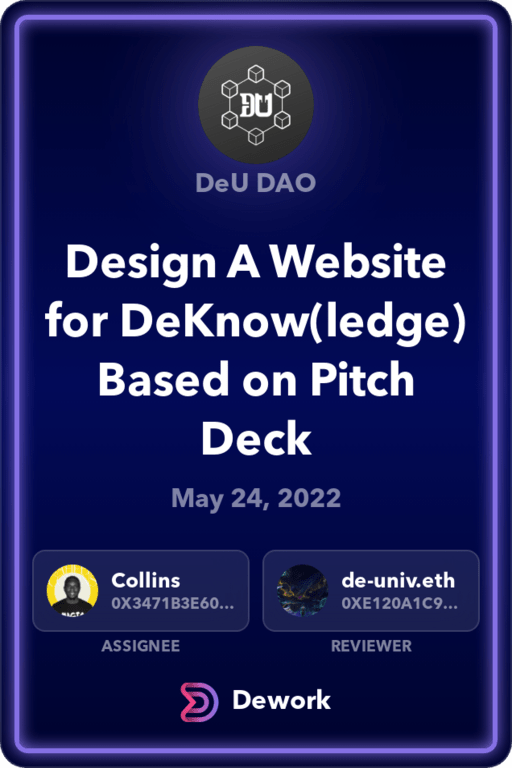 DU
DeU DAO
Design A Website
for DeKnow(ledge)
Based on Pitch
Deck
May 24, 2022
Collins
0X3471B3E60...
de-univ.eth
0XE120A1C9...
ASSIGNEE
REVIEWER
Dework